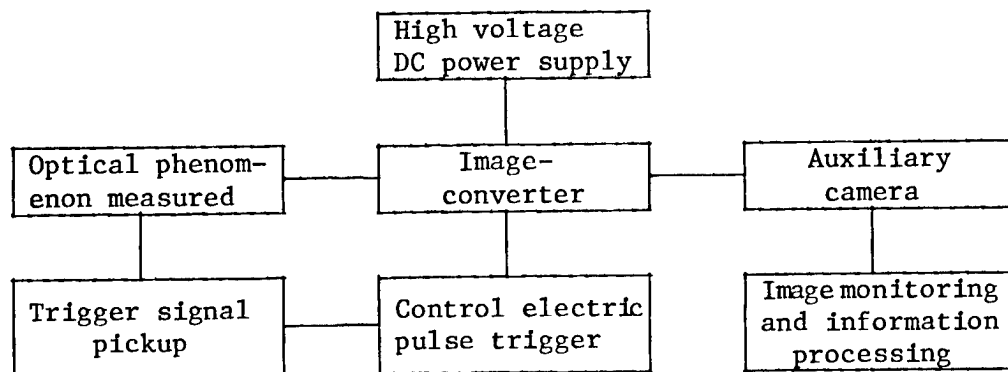 High voltage
DC power supply
Optical phenom-
enon measured
Image-
converter
Auxiliary
camera
Trigger signal
pickup
Control electric
pulse trigger
Image monitoring
and information
processing